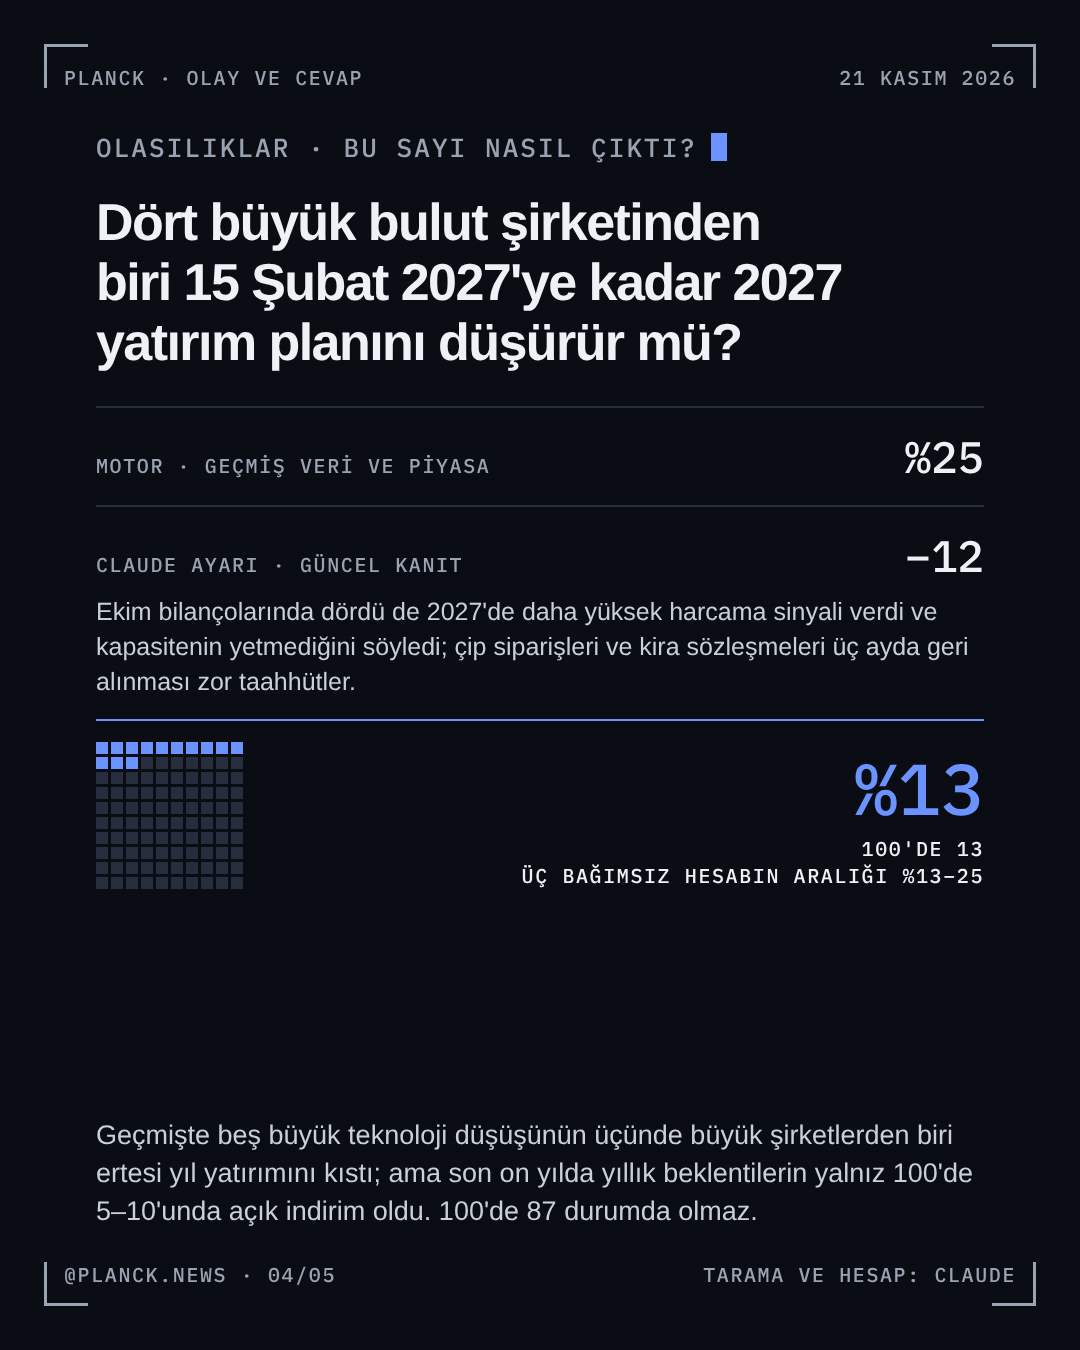 PLANCK · OLAY VE CEVAP
21 KASIM 2026
OLASILIKLAR · BU SAYI NASIL ÇIKTI?
Dört büyük bulut şirketinden
biri 15 Şubat 2027'ye kadar 2027
yatırım planını düşürür mü?
MOTOR · GEÇMİŞ VERİ VE PİYASA
%25
CLAUDE AYARI · GÜNCEL KANIT
−12
Ekim bilançolarında dördü de 2027'de daha yüksek harcama sinyali verdi ve
kapasitenin yetmediğini söyledi; çip siparişleri ve kira sözleşmeleri üç ayda geri
alınması zor taahhütler.
%13
100'DE 13
ÜÇ BAĞIMSIZ HESABIN ARALIĞI %13–25
Geçmişte beş büyük teknoloji düşüşünün üçünde büyük şirketlerden biri
ertesi yıl yatırımını kıstı; ama son on yılda yıllık beklentilerin yalnız 100'de
5–10'unda açık indirim oldu. 100'de 87 durumda olmaz.
@PLANCK.NEWS · 04/05
TARAMA VE HESAP: CLAUDE